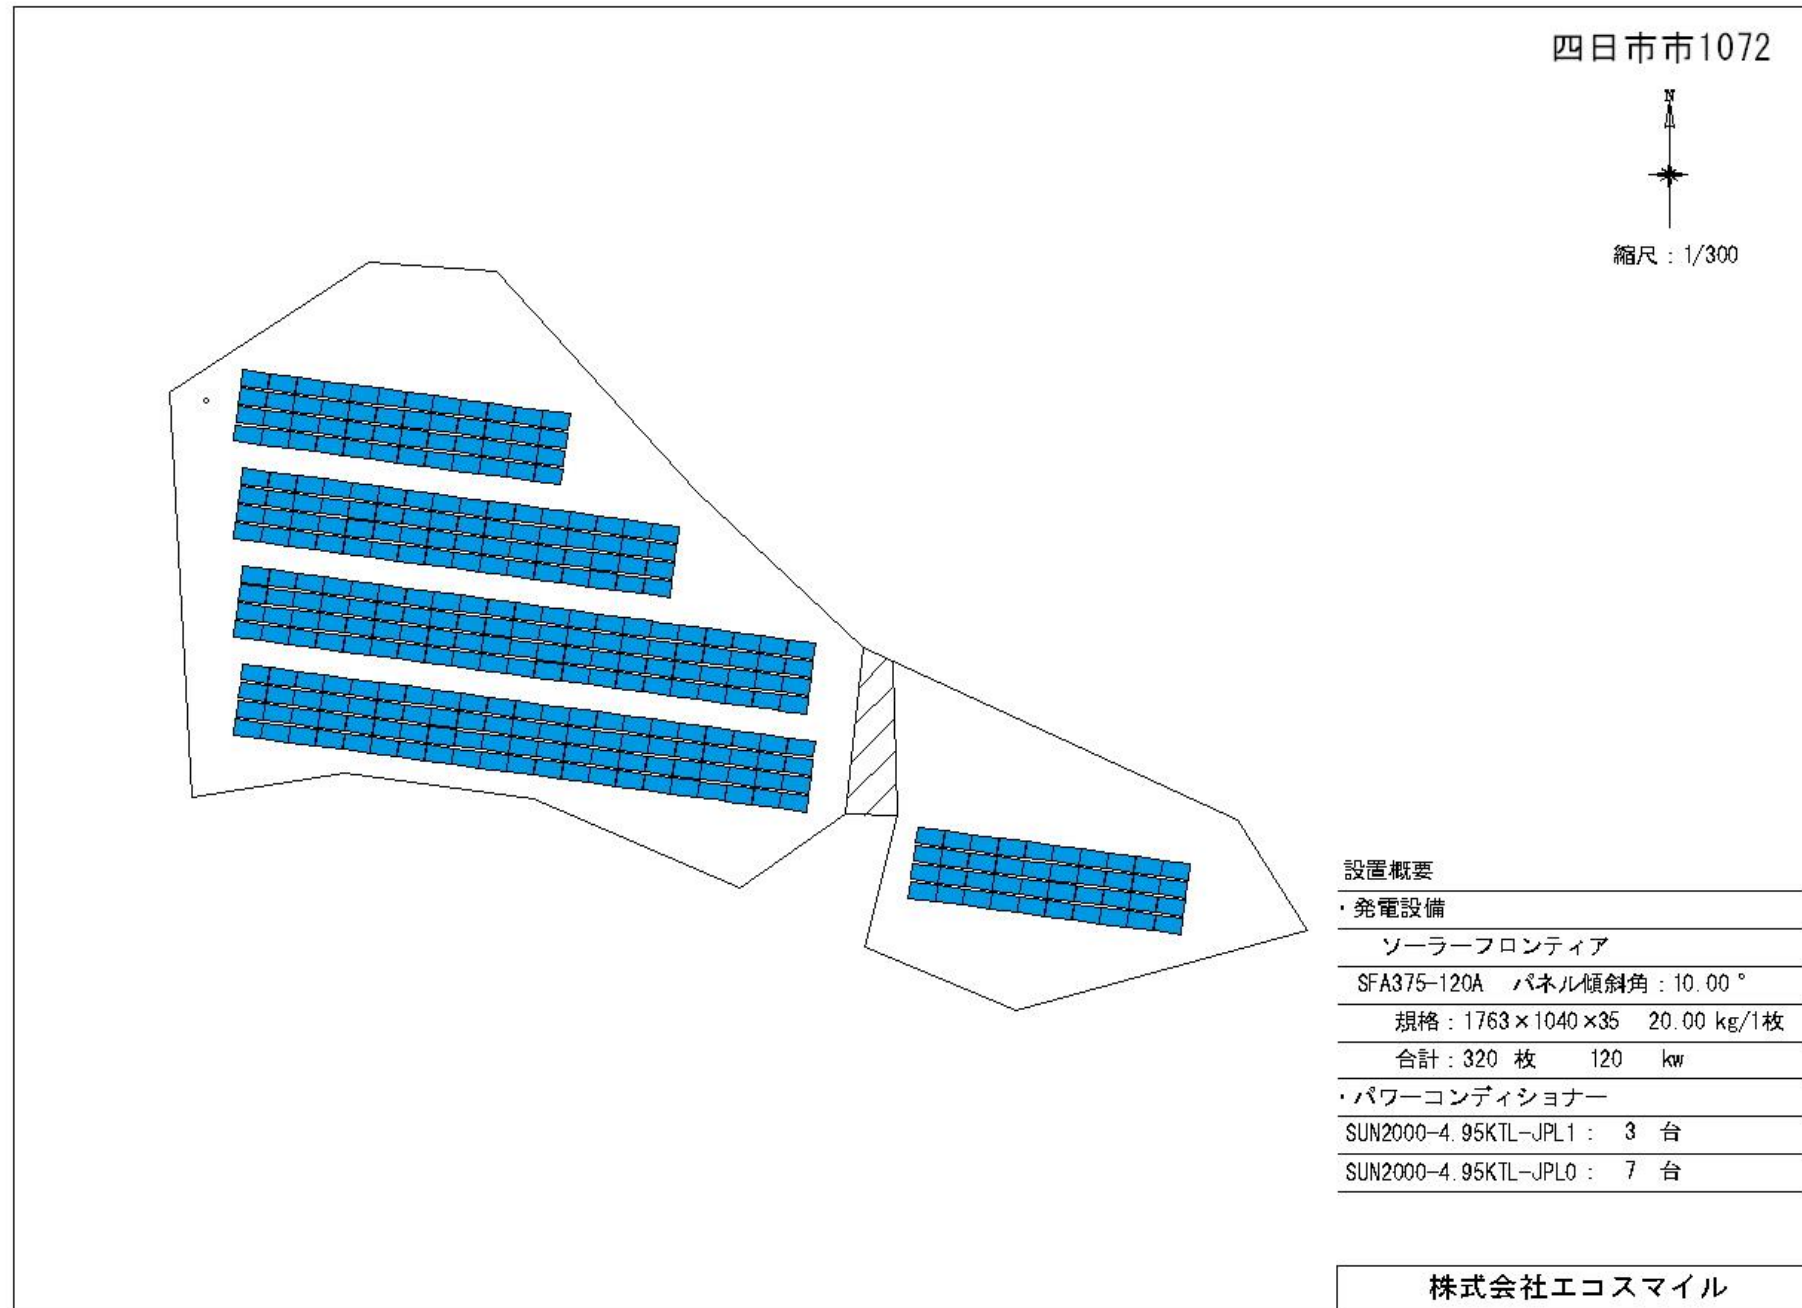 四日市市1072
N
縮尺：1/300
設置概要
・発電設備
ソーラーフロンティア
SFA375-120A パネル傾斜角：10.00°
規格：1763×1040×35 20.00 kg/1枚
合計：320 枚 120 kw
・パワーコンディショナー
SUN2000-4.95KTL-JPL1： 3 台
SUN2000-4.95KTL-JPL0： 7 台
株式会社エコスマイル